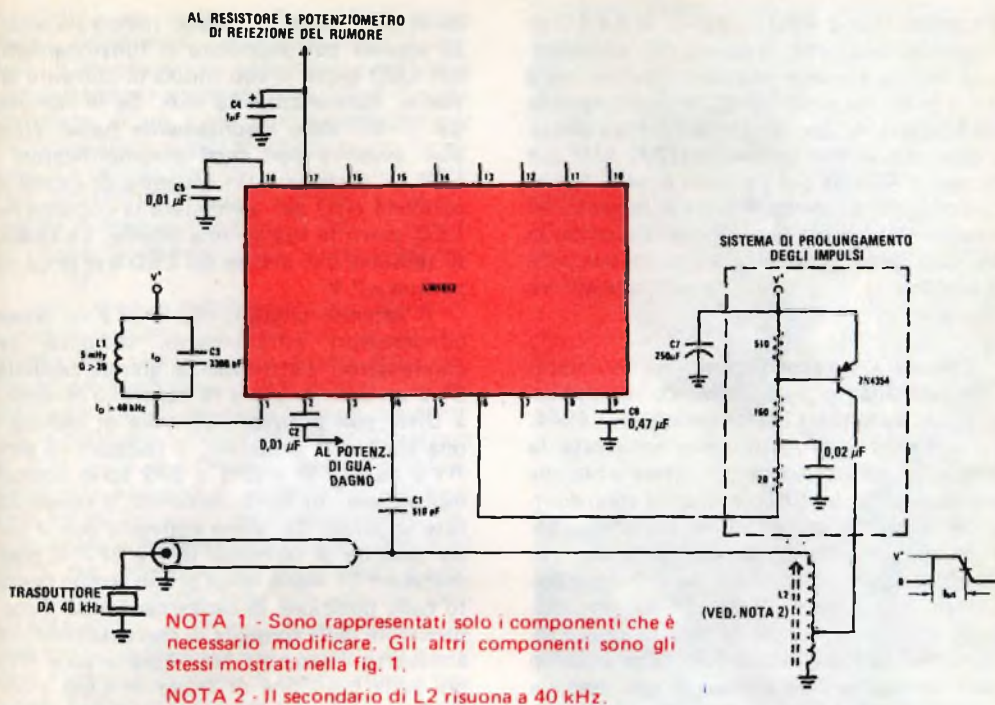 AL RESISTORE E POTENZIOMETRO
DI REIEZIONE DEL RUMORE
C4
1µF
+
C5
0,01 µF
18
17
16
15
14
13
12
11
10
LM1812
V+
L1
5 mHy
Q > 35
fO
C3
3300 pF
fO = 40 kHz
1
2
3
4
5
6
7
8
9
C2
0,01 µF
AL POTENZ.
DI GUA-
DAGNO
C1
510 pF
C8
0,47 µF
SISTEMA DI PROLUNGAMENTO
DEGLI IMPULSI
V+
C7
250µF
510
2N4354
160
0,02 µF
20
TRASDUTTORE
DA 40 kHz
L2
(VED. NOTA 2)
V+
0
NOTA 1 - Sono rappresentati solo i componenti che è
necessario modificare. Gli altri componenti sono gli
stessi mostrati nella fig. 1.
NOTA 2 - Il secondario di L2 risuona a 40 kHz.